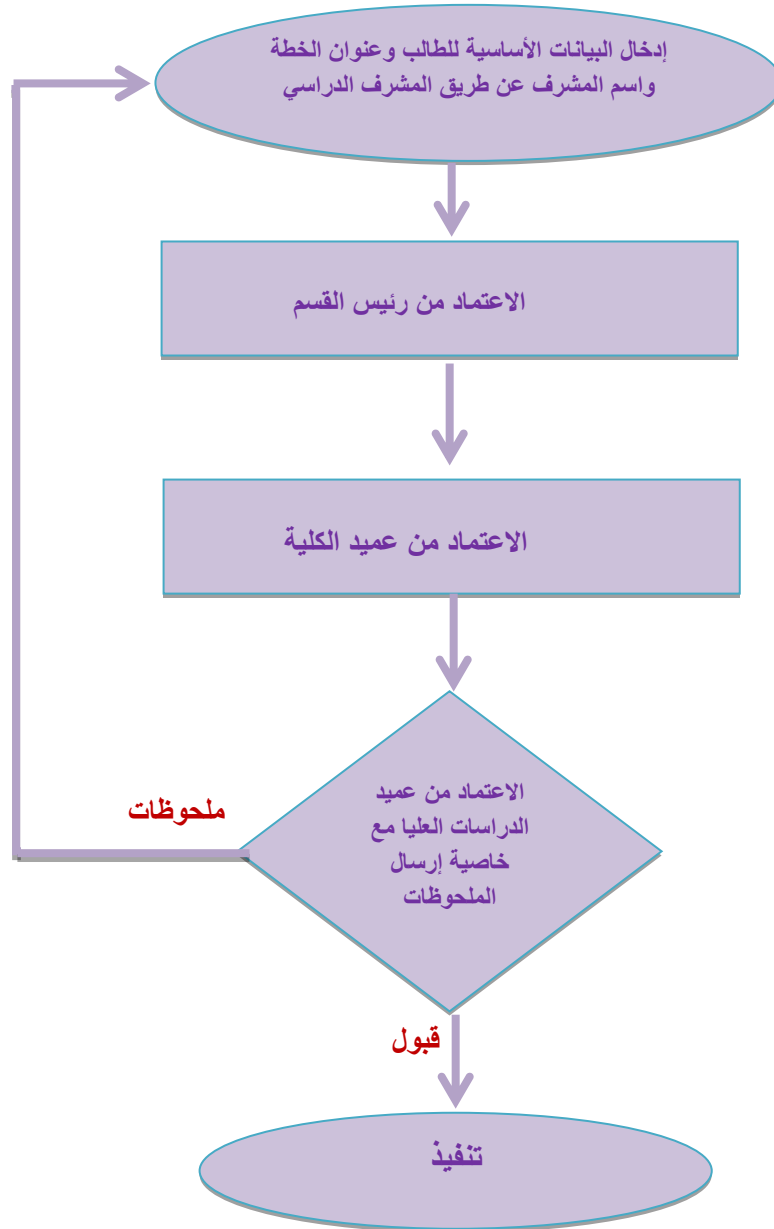 إدخال البيانات الأساسية للطالب وعنوان الخطة
واسم المشرف عن طريق المشرف الدراسي
الاعتماد من رئيس القسم
الاعتماد من عميد الكلية
الاعتماد من عميد
الدراسات العليا مع
خاصية إرسال
الملحوظات
ملحوظات
قبول
تنفيذ